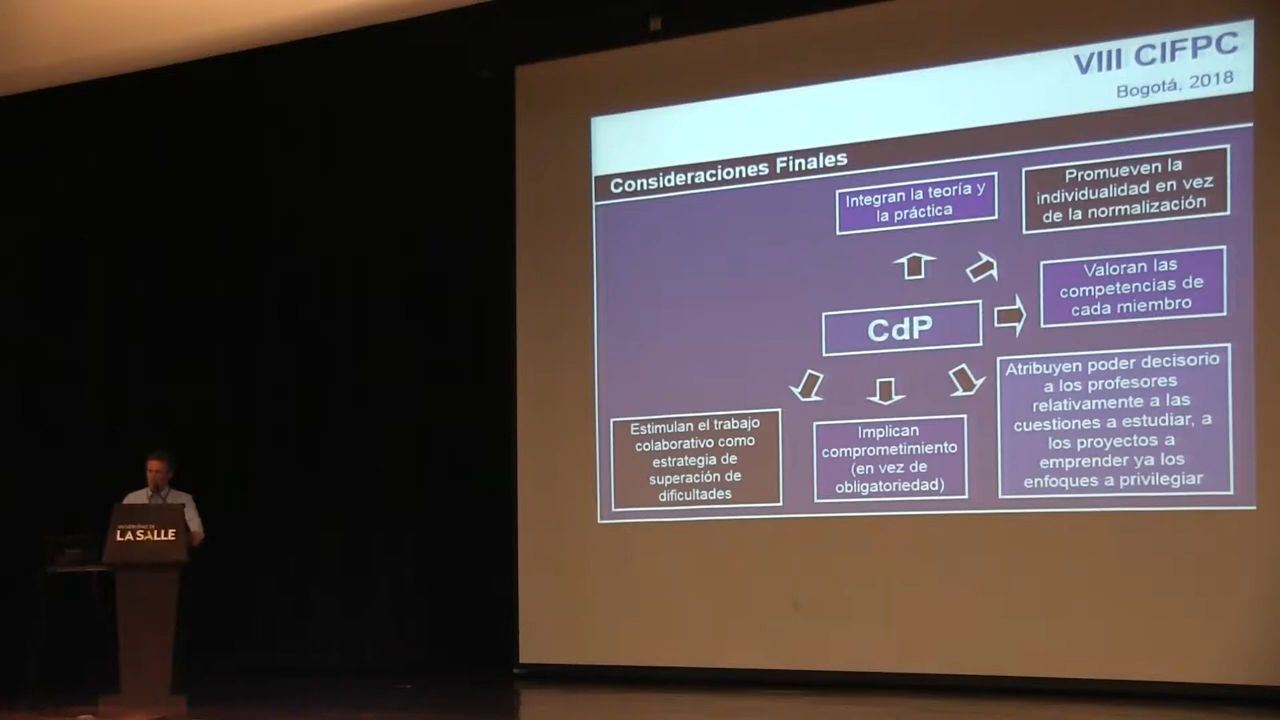 VIII CIFPC
Bogotá, 2018
Consideraciones Finales
Integran la teoría y
la práctica
Promueven la
individualidad en vez
de la normalización
Valoran las
competencias de
cada miembro
CdP
Atribuyen poder decisorio
a los profesores
relativamente a las
cuestiones a estudiar, a
los proyectos a
emprender ya los
enfoques a privilegiar
Implican
comprometimiento
(en vez de
obligatoriedad)
Estimulan el trabajo
colaborativo como
estrategia de
superación de
dificultades
UNIVERSIDAD DE
LA SALLE